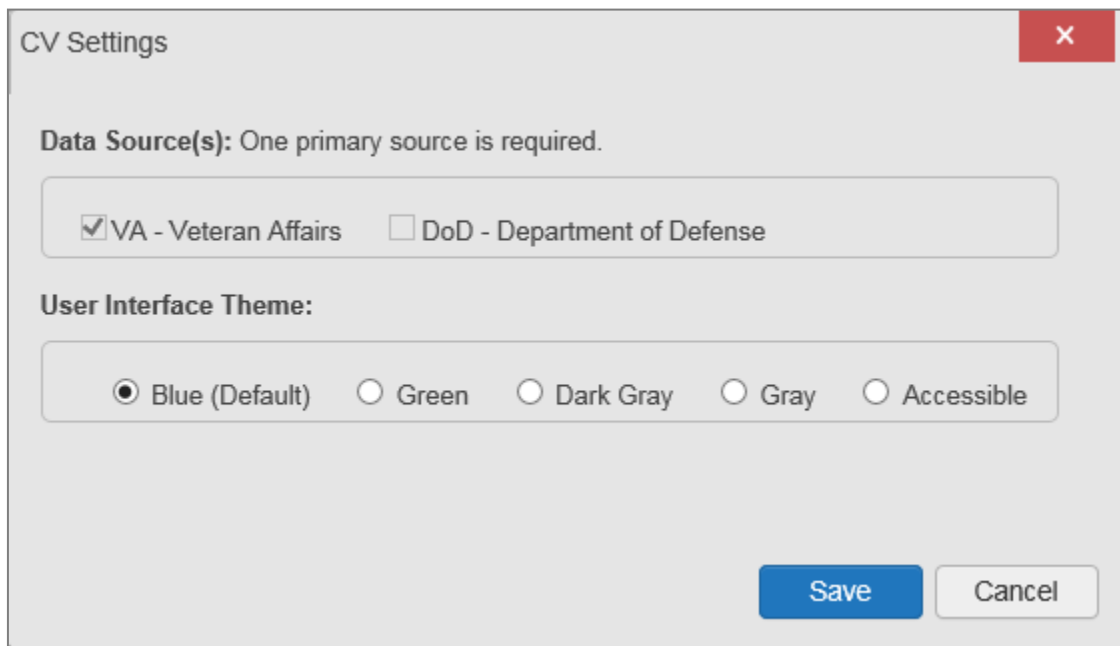 CV Settings
Data Source(s): One primary source is required.
VA - Veteran Affairs DoD - Department of Defense
User Interface Theme:
Blue (Default) Green Dark Gray Gray Accessible
Save Cancel